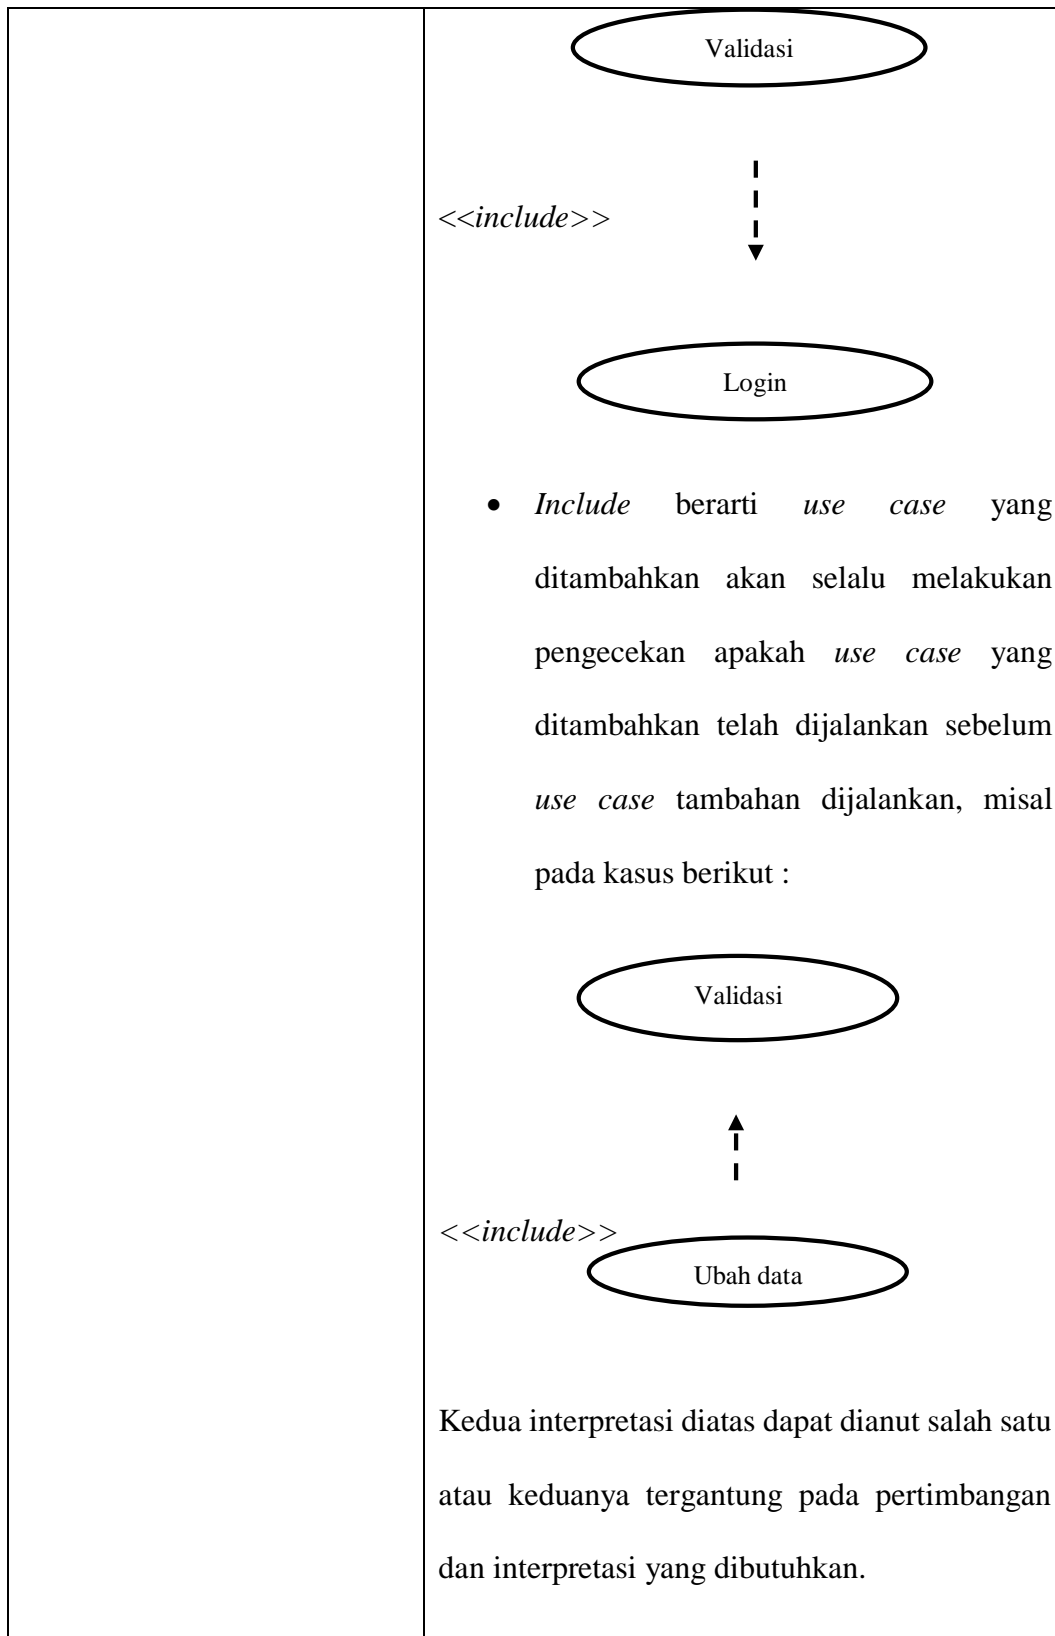 Validasi
<<include>>
Login
• Include berarti use case yang
ditambahkan akan selalu melakukan
pengecekan apakah use case yang
ditambahkan telah dijalankan sebelum
use case tambahan dijalankan, misal
pada kasus berikut :
Validasi
<<include>>
Ubah data
Kedua interpretasi diatas dapat dianut salah satu
atau keduanya tergantung pada pertimbangan
dan interpretasi yang dibutuhkan.